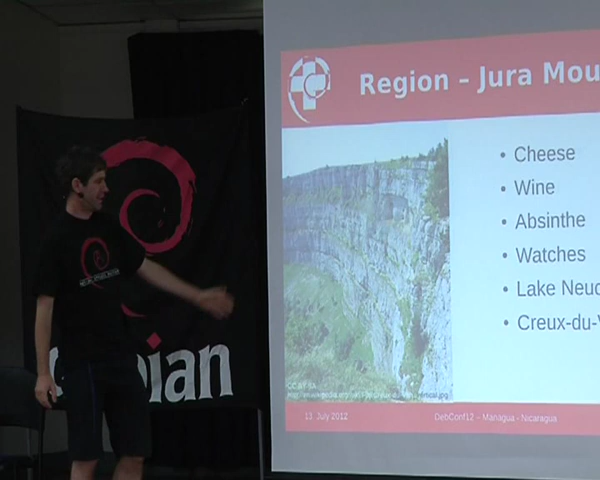 Region – Jura Mou
• Cheese
• Wine
• Absinthe
• Watches
• Lake Neuc
• Creux-du-V
CC BY SA
11. July 2012
DebConf12 – Managua - Nicaragua
debian